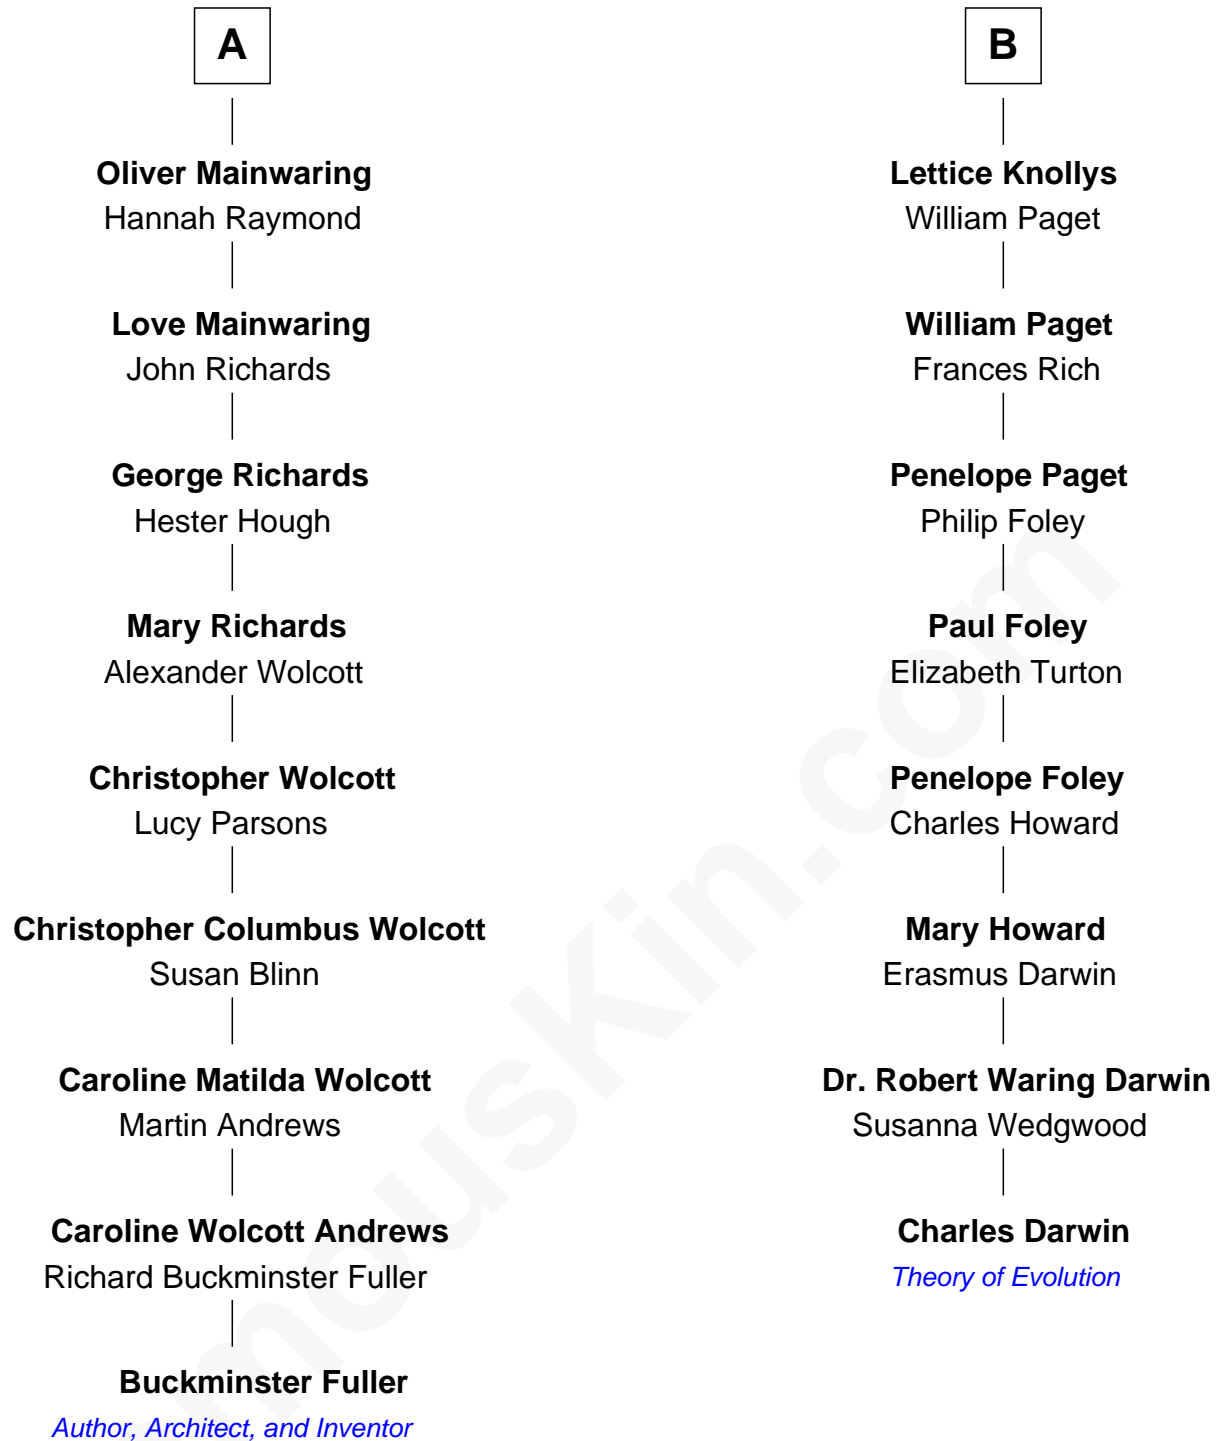 A
Oliver Mainwaring
Hannah Raymond
Love Mainwaring
John Richards
George Richards
Hester Hough
Mary Richards
Alexander Wolcott
Christopher Wolcott
Lucy Parsons
Christopher Columbus Wolcott
Susan Blinn
Caroline Matilda Wolcott
Martin Andrews
Caroline Wolcott Andrews
Richard Buckminster Fuller
Buckminster Fuller
Author, Architect, and Inventor
B
Lettice Knollys
William Paget
William Paget
Frances Rich
Penelope Paget
Philip Foley
Paul Foley
Elizabeth Turton
Penelope Foley
Charles Howard
Mary Howard
Erasmus Darwin
Dr. Robert Waring Darwin
Susanna Wedgwood
Charles Darwin
Theory of Evolution
mousKin.com